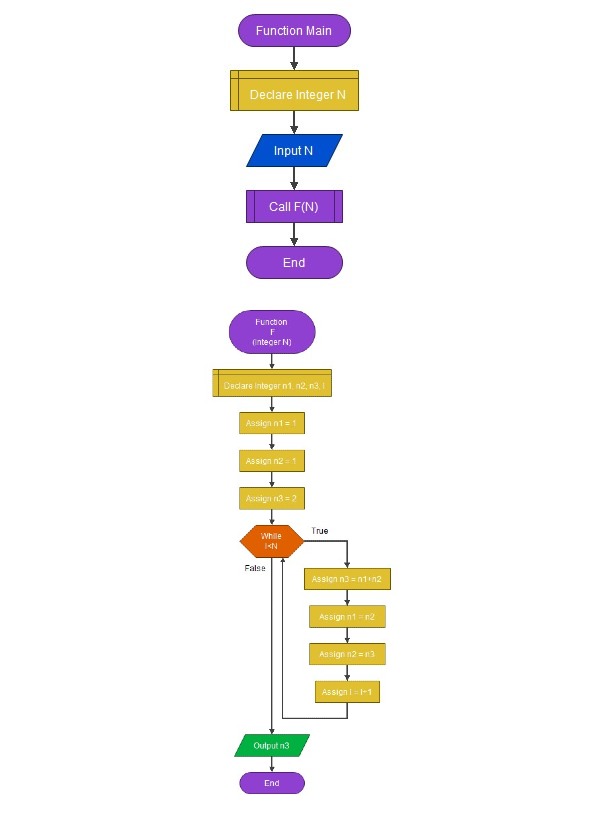 Function Main
Declare Integer N
Input N
Call F(N)
End
Function
F
(Integer N)
Declare Integer n1, n2, n3, i
Assign n1 = 1
Assign n2 = 1
Assign n3 = 2
While
i<N
True
False
Assign n3 = n1+n2
Assign n1 = n2
Assign n2 = n3
Assign i = i+1
Output n3
End